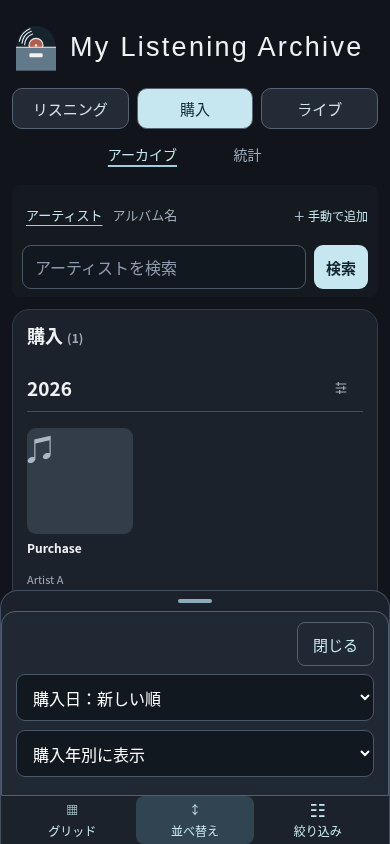 My Listening Archive
リスニング 購入 ライブ
アーカイブ 統計
アーティスト アルバム名 ＋ 手動で追加
アーティストを検索 検索
購入 (1)
2026
Purchase
Artist A
閉じる
購入日：新しい順
購入年別に表示
グリッド 並べ替え 絞り込み